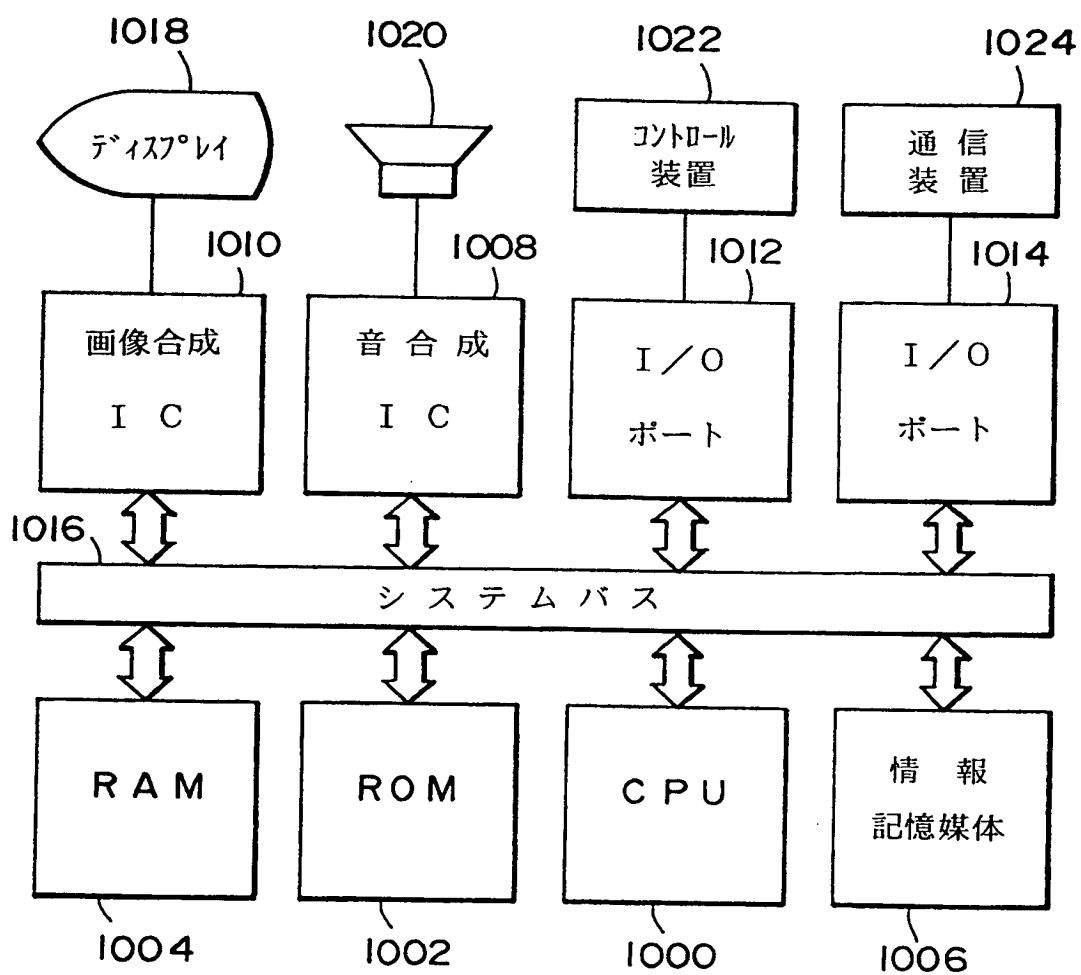 1018
1020
1022
1024
ディスプレイ
コントロール
装置
通信
装置
1010
1008
1012
1014
画像合成
IC
音合成
IC
I/O
ポート
I/O
ポート
1016
システムバス
RAM
ROM
CPU
情報
記憶媒体
1004
1002
1000
1006